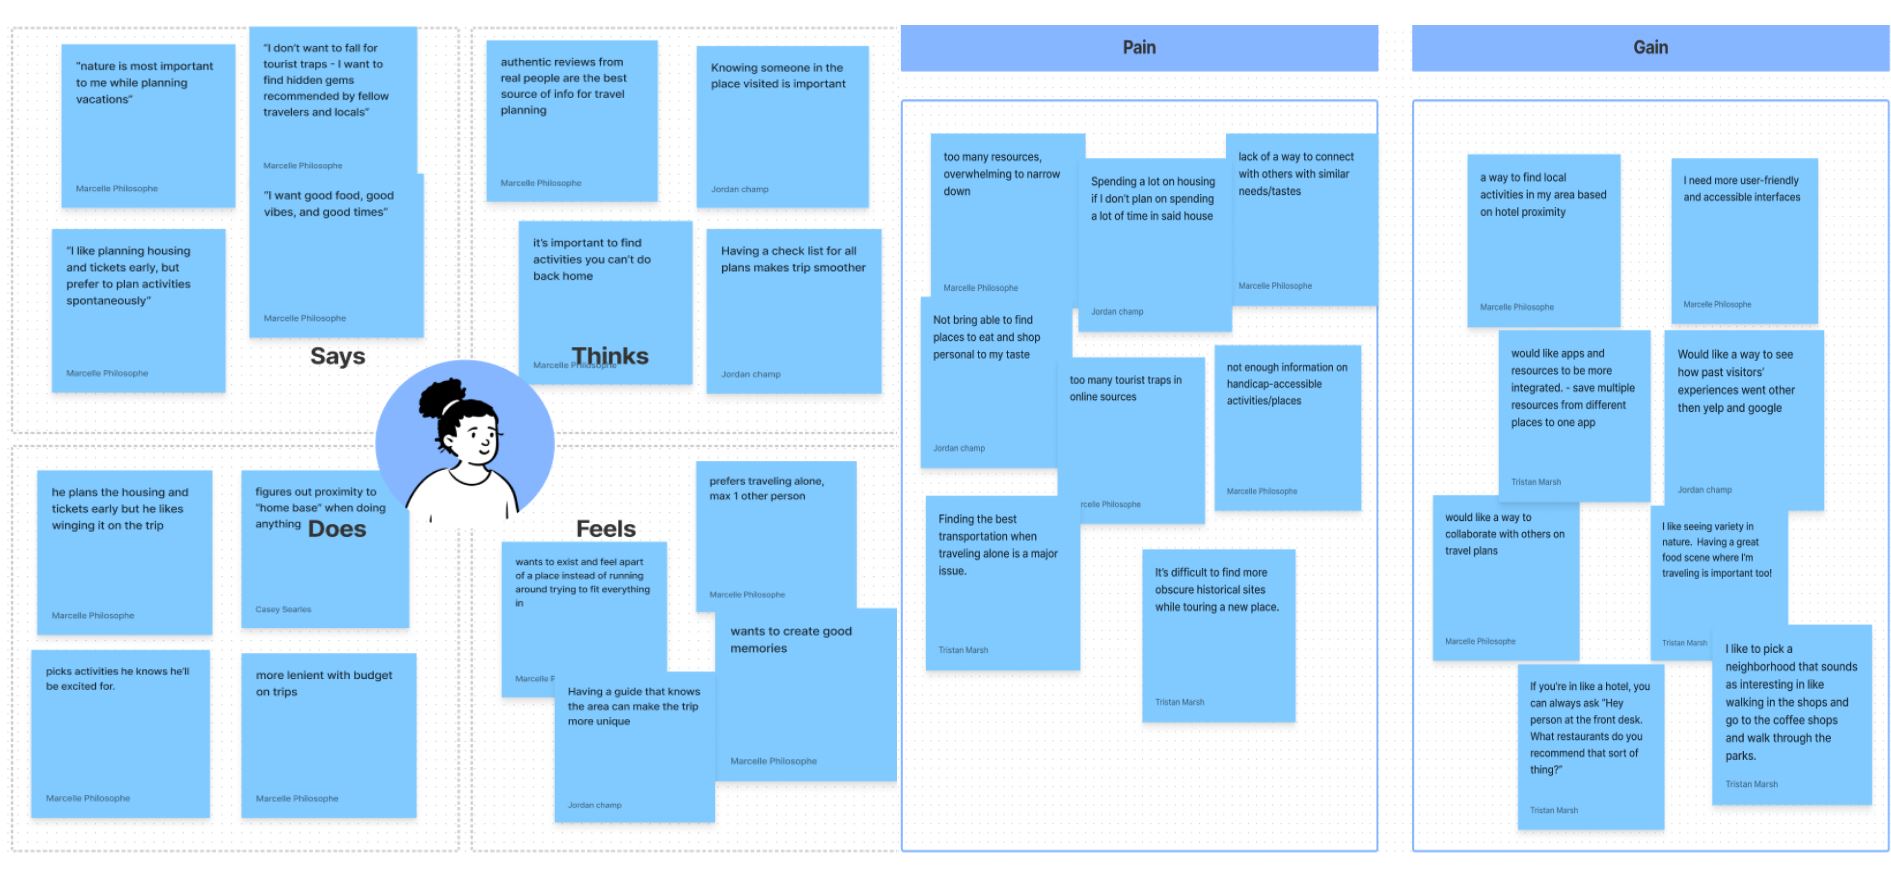 "nature is most important
to me while planning
vacations"
Marcelle Philosophe
"I don't want to fall for
tourist traps - I want to
find hidden gems
recommended by fellow
travelers and locals"
Marcelle Philosophe
"I want good food, good
vibes, and good times"
Marcelle Philosophe
"I like planning housing
and tickets early, but
prefer to plan activities
spontaneously"
Marcelle Philosophe
Says
authentic reviews from
real people are the best
source of info for travel
planning
Marcelle Philosophe
Knowing someone in the
place visited is important
Jordan champ
it's important to find
activities you can't do
back home
Marcelle Philosophe
Having a check list for all
plans makes trip smoother
Jordan champ
Thinks
he plans the housing and
tickets early but he likes
winging it on the trip
Marcelle Philosophe
figures out proximity to
"home base" when doing
anything
Casey Searles
Does
picks activities he knows he'll
be excited for.
Marcelle Philosophe
more lenient with budget
on trips
Marcelle Philosophe
Feels
prefers traveling alone,
max 1 other person
Marcelle Philosophe
wants to exist and feel apart
of a place instead of running
around trying to fit everything
in
Marcelle P
wants to create good
memories
Marcelle Philosophe
Having a guide that knows
the area can make the trip
more unique
Jordan champ
Pain
too many resources,
overwhelming to narrow
down
Marcelle Philosophe
Spending a lot on housing
if I don't plan on spending
a lot of time in said house
Jordan champ
lack of a way to connect
with others with similar
needs/tastes
Marcelle Philosophe
Not bring able to find
places to eat and shop
personal to my taste
Jordan champ
too many tourist traps in
online sources
rcelle Philosophe
not enough information on
handicap-accessible
activities/places
Marcelle Philosophe
Finding the best
transportation when
traveling alone is a major
issue.
Tristan Marsh
It's difficult to find more
obscure historical sites
while touring a new place.
Tristan Marsh
Gain
a way to find local
activities in my area based
on hotel proximity
Marcelle Philosophe
I need more user-friendly
and accessible interfaces
Marcelle Philosophe
would like apps and
resources to be more
integrated. - save multiple
resources from different
places to one app
Tristan Marsh
Would like a way to see
how past visitors'
experiences went other
then yelp and google
Jordan champ
would like a way to
collaborate with others on
travel plans
Marcelle Philosophe
I like seeing variety in
nature. Having a great
food scene where I'm
traveling is important too!
Tristan Marsh
If you're in like a hotel, you
can always ask "Hey
person at the front desk.
What restaurants do you
recommend that sort of
thing?"
Tristan Marsh
I like to pick a
neighborhood that sounds
as interesting in like
walking in the shops and
go to the coffee shops
and walk through the
parks.
Tristan Marsh